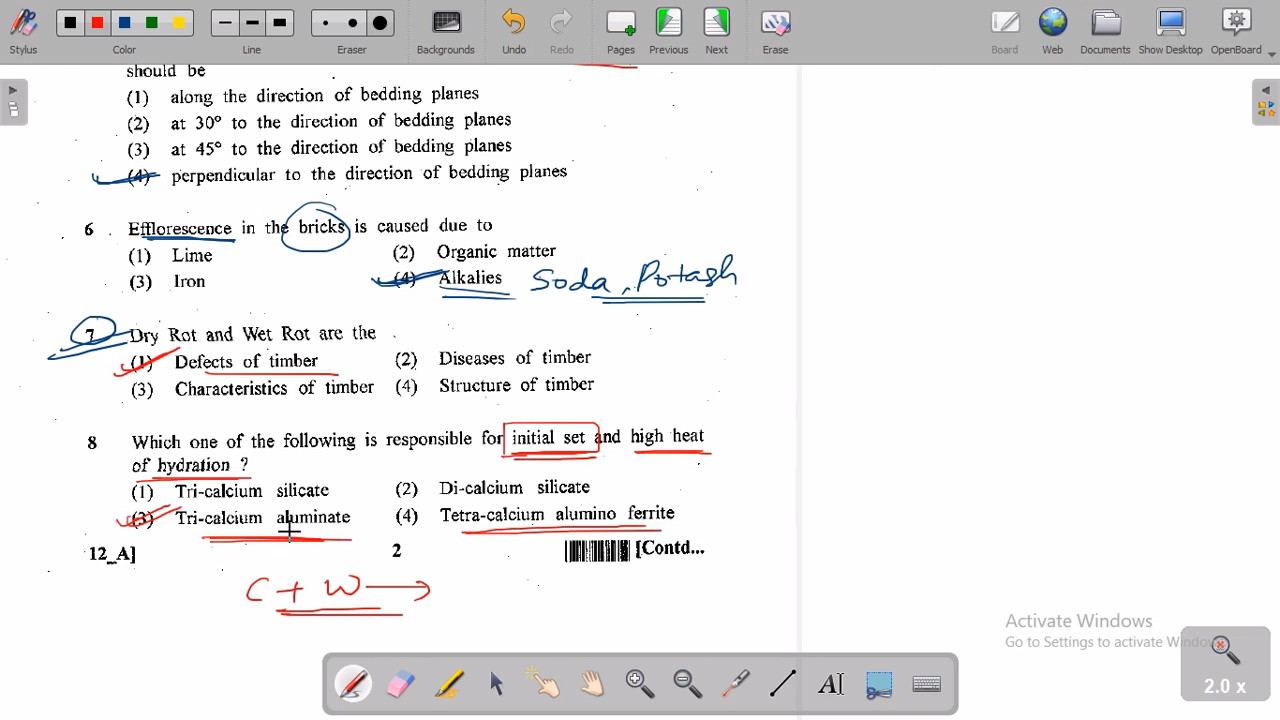 Stylus Color Line Eraser Backgrounds Undo Redo Pages Previous Next Erase Board Web Documents Show Desktop OpenBoard
should be
(1) along the direction of bedding planes
(2) at 30° to the direction of bedding planes
(3) at 45° to the direction of bedding planes
(4) perpendicular to the direction of bedding planes
6 Efflorescence in the bricks is caused due to
(1) Lime (2) Organic matter
(3) Iron (4) Alkalies Soda, Potash
7 Dry Rot and Wet Rot are the
(1) Defects of timber (2) Diseases of timber
(3) Characteristics of timber (4) Structure of timber
8 Which one of the following is responsible for initial set and high heat
of hydration ?
(1) Tri-calcium silicate (2) Di-calcium silicate
(3) Tri-calcium aluminate (4) Tetra-calcium alumino ferrite
12_A] 2 [Contd...
C + W →
Activate Windows
Go to Settings to activate Windows
2.0 x